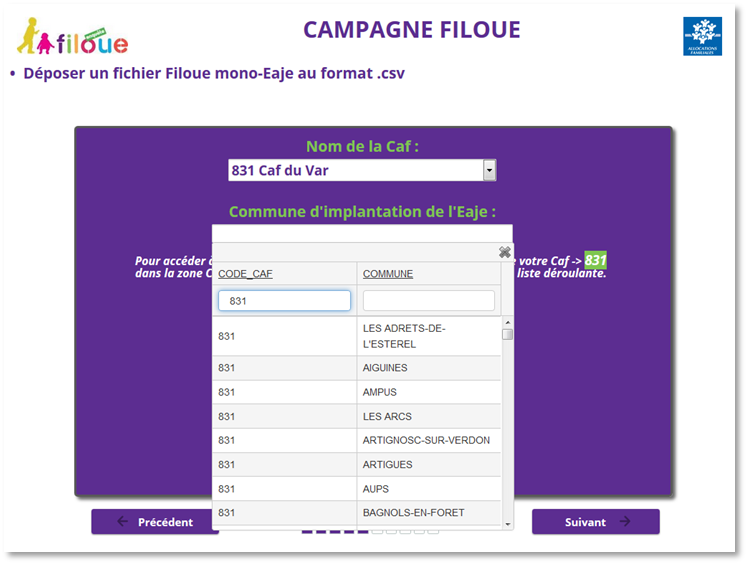 enquête
filoue
CAMPAGNE FILOUE
ALLOCATIONS
FAMILIALES
• Déposer un fichier Filoue mono-Eaje au format .csv
Nom de la Caf :
831 Caf du Var
Commune d'implantation de l'Eaje :
Pour accéder votre Caf -> 831
dans la zone liste déroulante.
CODE_CAF COMMUNE
831
831 LES ADRETS-DE-
L'ESTEREL
831 AIGUINES
831 AMPUS
831 LES ARCS
831 ARTIGNOSC-SUR-VERDON
831 ARTIGUES
831 AUPS
831 BAGNOLS-EN-FORET
Précédent
Suivant